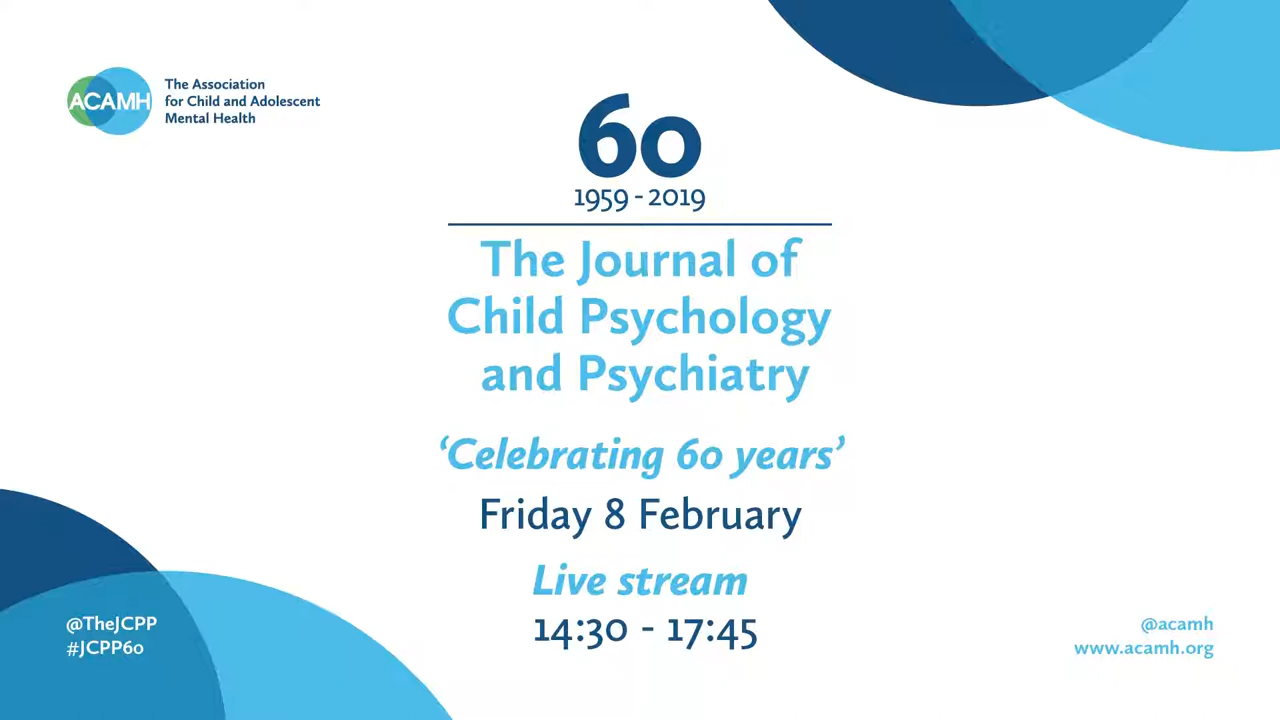 ACAMH
The Association
for Child and Adolescent
Mental Health
60
1959 - 2019
The Journal of
Child Psychology
and Psychiatry
‘Celebrating 60 years’
Friday 8 February
Live stream
14:30 - 17:45
@TheJCPP
#JCPP60
@acamh
www.acamh.org